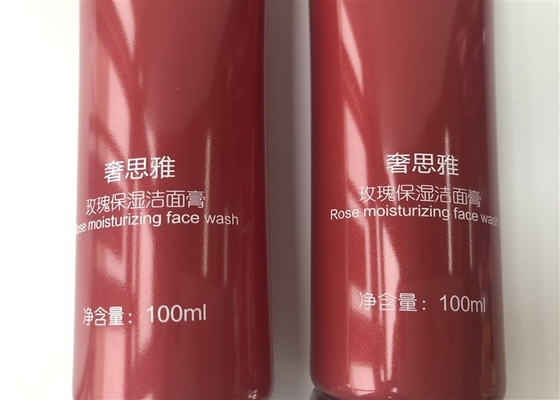 奢思雅
玫瑰保湿洁面膏
Rose moisturizing face wash
净含量：100ml
奢思雅
玫瑰保湿洁面膏
Rose moisturizing face wash
净含量：100ml